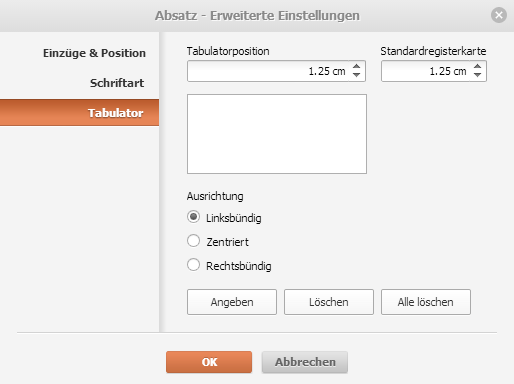 Absatz - Erweiterte Einstellungen
Einzüge & Position
Schriftart
Tabulator
Tabulatorposition
Standardregisterkarte
1.25 cm
1.25 cm
Ausrichtung
Linksbündig
Zentriert
Rechtsbündig
Angeben
Löschen
Alle löschen
OK
Abbrechen